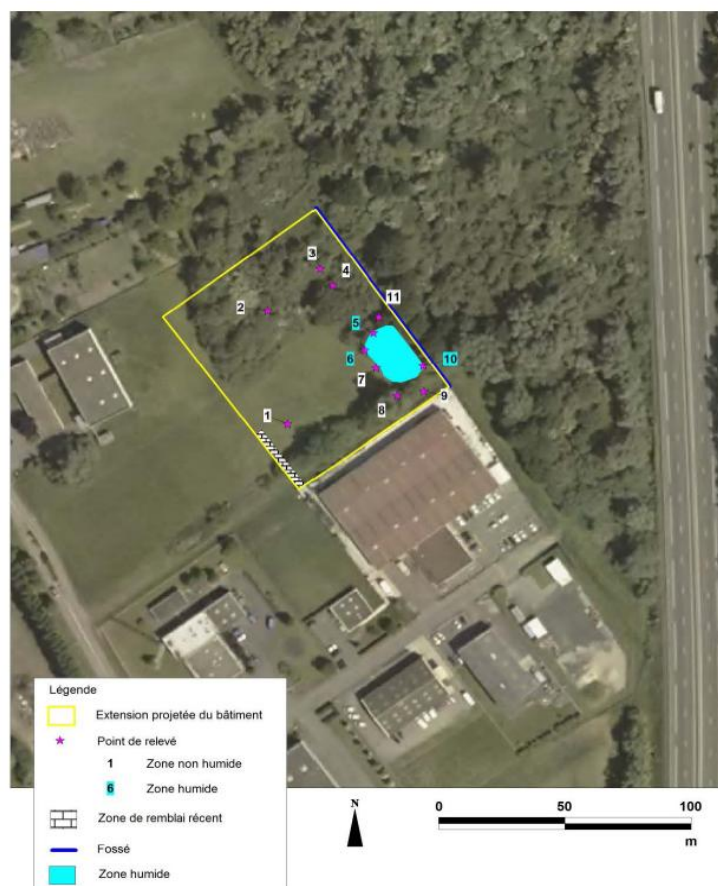 3
4
2
11
5
6
10
7
9
8
1
Légende
Extension projetée du bâtiment
Point de relevé
1 Zone non humide
6 Zone humide
Zone de remblai récent
Fossé
Zone humide
N
0 50 100
m